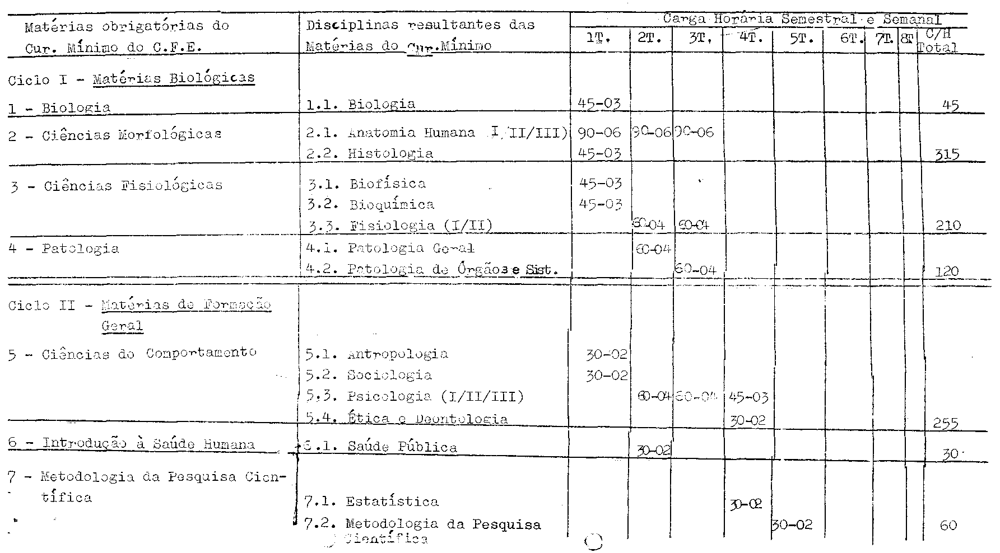 Matérias obrigatórias do Disciplinas resultantes das Carga Horária Semestral e Semanal
Cur. Mínimo do C.F.E. Matérias do Cur.Mínimo 1T. 2T. 3T. 4T. 5T. 6T. 7T. 8T C/H Total
Ciclo I - Matérias Biológicas
1 - Biologia 1.1. Biologia 45-03 45
2 - Ciências Morfológicas 2.1. Anatomia Humana I/II/III) 90-06 90-06 90-06
2.2. Histologia 45-03 315
3 - Ciências Fisiológicas 3.1. Biofísica 45-03
3.2. Bioquímica 45-03
3.3. Fisiologia (I/II) 60-04 60-04 210
4 - Patologia 4.1. Patologia Geral 60-04
4.2. Patologia de Órgãos e Sist. 60-04 120
Ciclo II - Matérias de Formação
Geral
5 - Ciências do Comportamento 5.1. Antropologia 30-02
5.2. Sociologia 30-02
5.3. Psicologia (I/II/III) 60-04 60-04 45-03
5.4. Ética e Deontologia 30-02 255
6 - Introdução à Saúde Humana 6.1. Saúde Pública 30-02 30
7 - Metodologia da Pesquisa Cien-
tífica 7.1. Estatística 30-02
7.2. Metodologia da Pesquisa 30-02 60
Científica